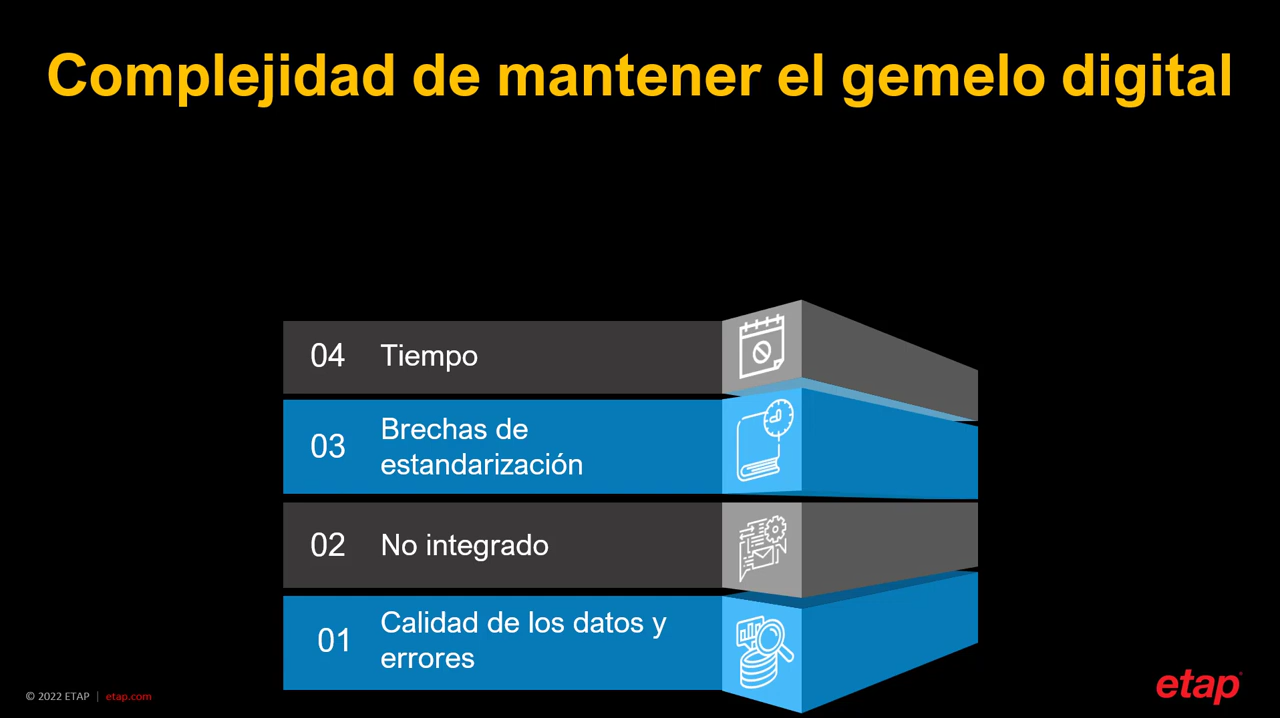 Complejidad de mantener el gemelo digital
04 Tiempo
03 Brechas de
estandarización
02 No integrado
01 Calidad de los datos y
errores
© 2022 ETAP | etap.com
etap